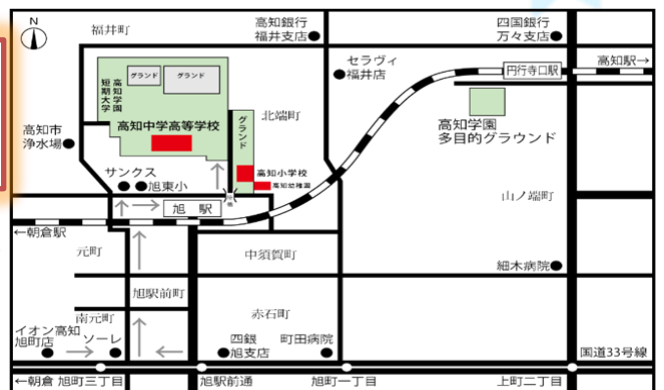 N
福井町
高知銀行
福井支店
四国銀行
万々支店
高知駅→
セラヴィ
福井店
円行寺口駅
グランド
グランド
高知学園
短期大学
高知中学高等学校
グランド
北端町
高知学園
多目的グラウンド
高知市
浄水場
サンクス
旭東小
高知小学校
高知幼稚園
旭 駅
山ノ端町
←朝倉駅
元町
中須賀町
細木病院
旭駅前町
南元町
赤石町
イオン高知
旭町店
ソーレ
四銀
旭支店
町田病院
国道33号線
←朝倉
旭町三丁目
旭駅前通
旭町一丁目
上町二丁目